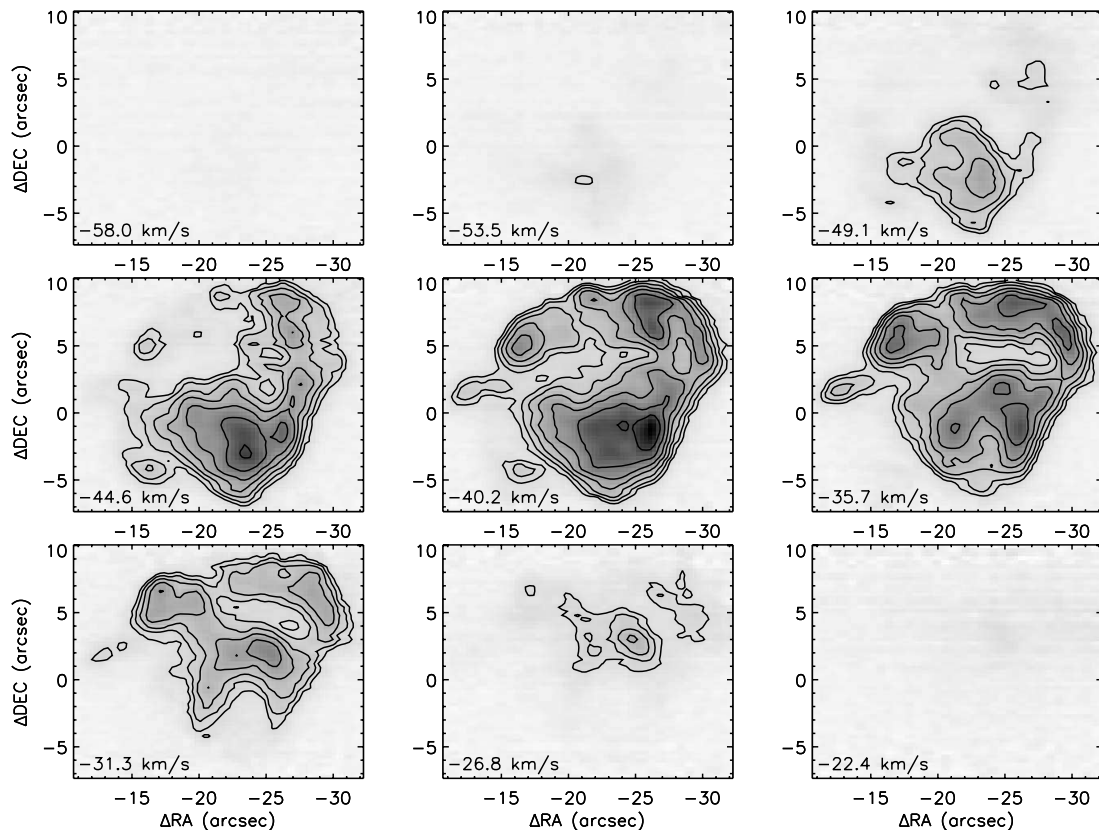 10
5
0
−5
ΔDEC (arcsec)
−58.0 km/s
−15 −20 −25 −30
10
5
0
−5
−53.5 km/s
−15 −20 −25 −30
10
5
0
−5
−49.1 km/s
−15 −20 −25 −30
10
5
0
−5
ΔDEC (arcsec)
−44.6 km/s
−15 −20 −25 −30
10
5
0
−5
−40.2 km/s
−15 −20 −25 −30
10
5
0
−5
−35.7 km/s
−15 −20 −25 −30
10
5
0
−5
ΔDEC (arcsec)
−31.3 km/s
−15 −20 −25 −30
ΔRA (arcsec)
10
5
0
−5
−26.8 km/s
−15 −20 −25 −30
ΔRA (arcsec)
10
5
0
−5
−22.4 km/s
−15 −20 −25 −30
ΔRA (arcsec)